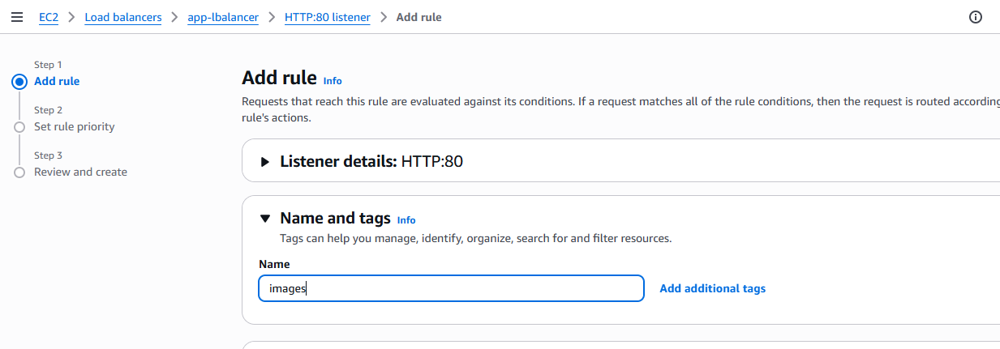 EC2 > Load balancers > app-lbalancer > HTTP:80 listener > Add rule
Step 1
Add rule
Step 2
Set rule priority
Step 3
Review and create
Add rule Info
Requests that reach this rule are evaluated against its conditions. If a request matches all of the rule conditions, then the request is routed according
rule's actions.
Listener details: HTTP:80
Name and tags Info
Tags can help you manage, identify, organize, search for and filter resources.
Name
images
Add additional tags